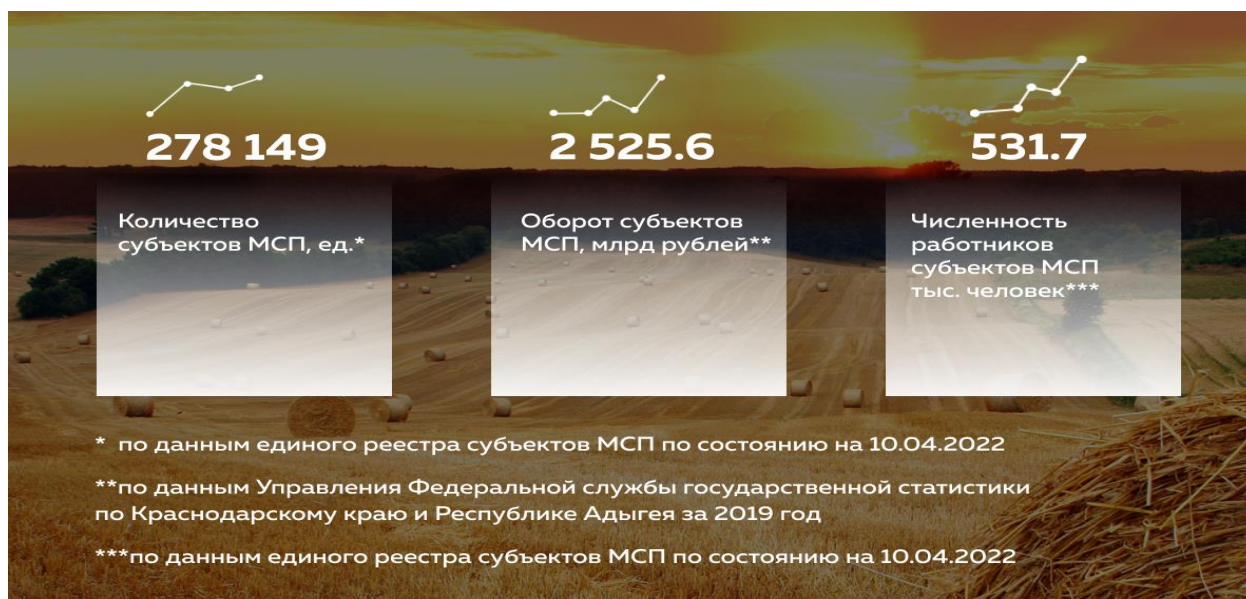 278 149
2 525.6
531.7
Количество
субъектов МСП, ед.*
Оборот субъектов
МСП, млрд рублей**
Численность
работников
субъектов МСП
тыс. человек***
* по данным единого реестра субъектов МСП по состоянию на 10.04.2022
**по данным Управления Федеральной службы государственной статистики
по Краснодарскому краю и Республике Адыгея за 2019 год
***по данным единого реестра субъектов МСП по состоянию на 10.04.2022